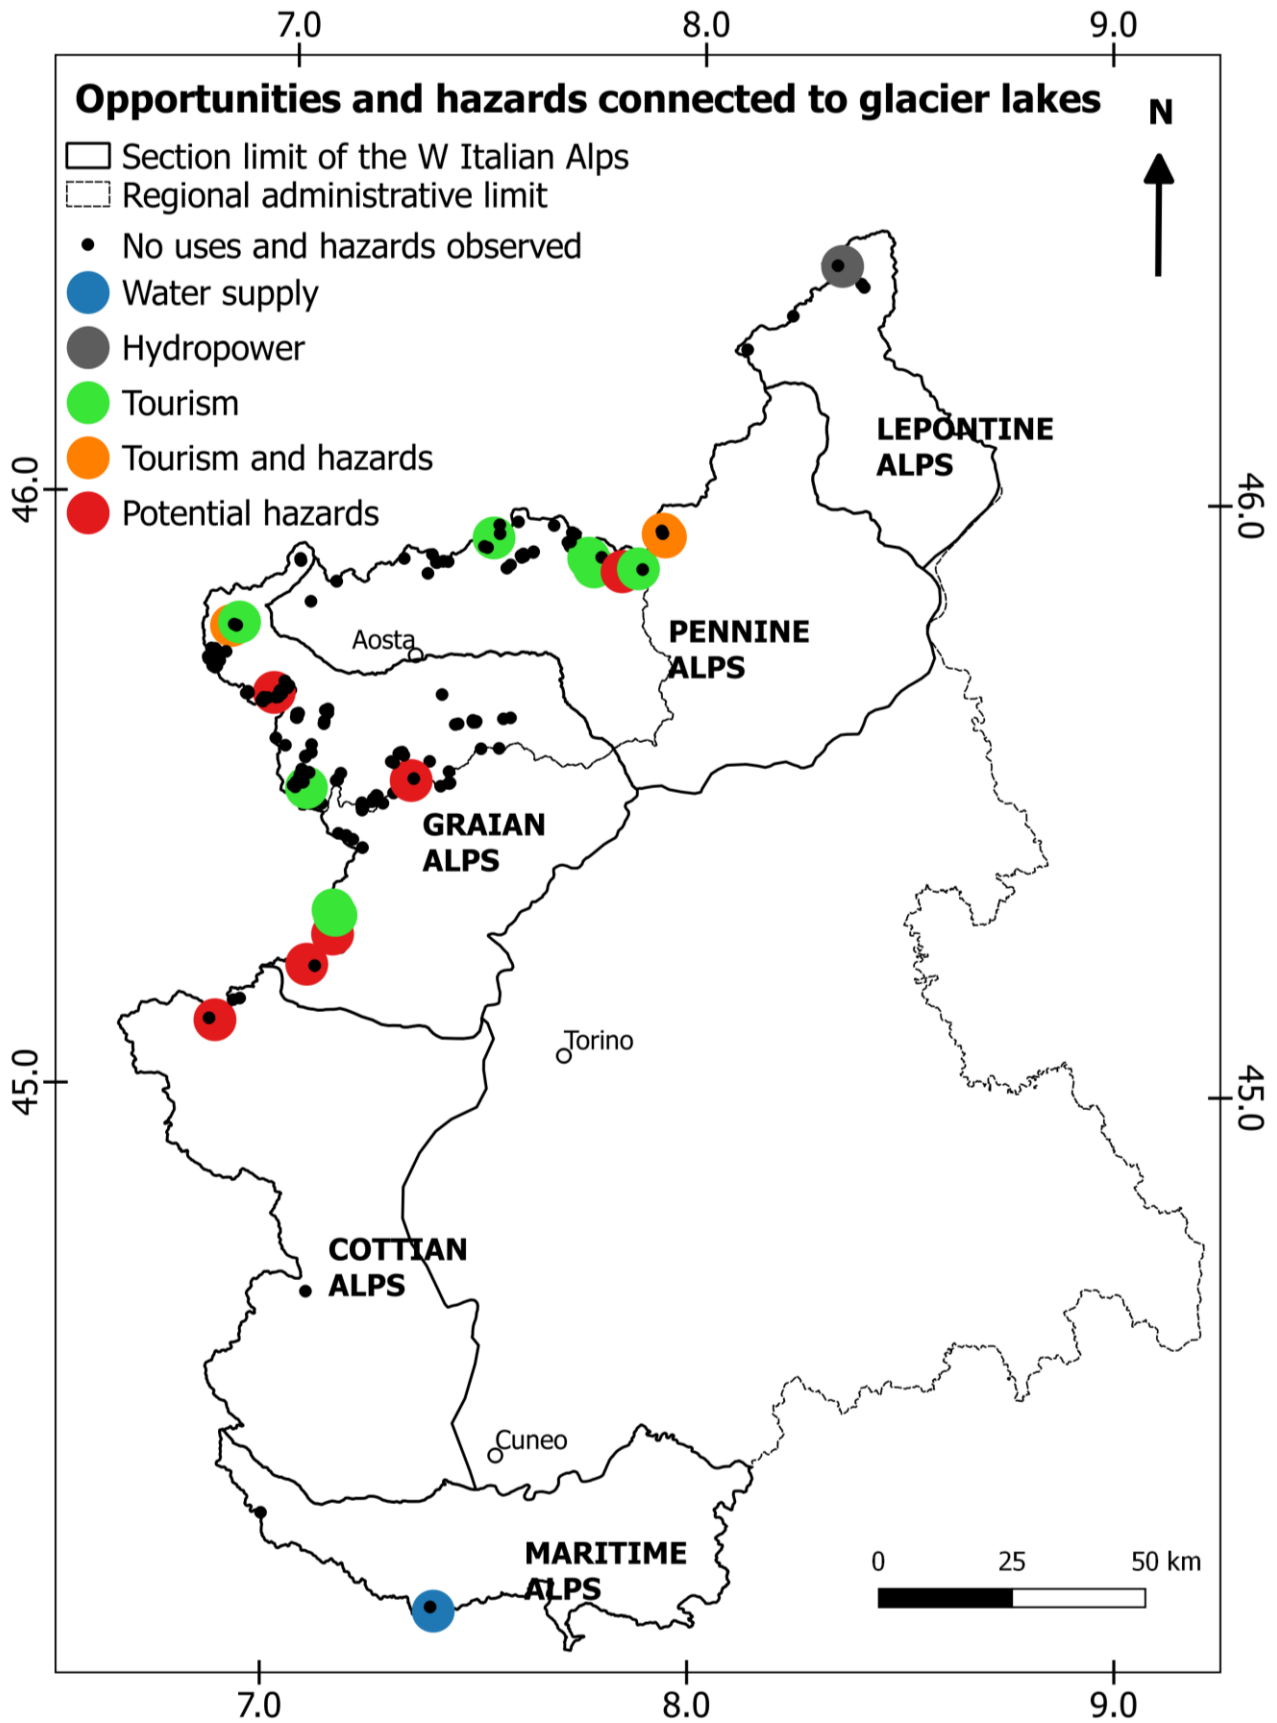 7.0 8.0 9.0
Opportunities and hazards connected to glacier lakes
N
Section limit of the W Italian Alps
Regional administrative limit
No uses and hazards observed
Water supply
Hydropower
Tourism
Tourism and hazards
Potential hazards
LEPONTINE
ALPS
46.0
46.0
PENNINE
ALPS
Aosta
GRAIAN
ALPS
Torino
45.0
45.0
COTTIAN
ALPS
Cuneo
MARITIME
ALPS
0 25 50 km
7.0 8.0 9.0